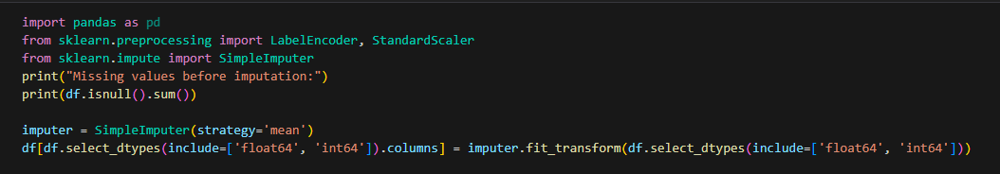 import pandas as pd
from sklearn.preprocessing import LabelEncoder, StandardScaler
from sklearn.impute import SimpleImputer
print("Missing values before imputation:")
print(df.isnull().sum())

imputer = SimpleImputer(strategy='mean')
df[df.select_dtypes(include=['float64', 'int64']).columns] = imputer.fit_transform(df.select_dtypes(include=['float64', 'int64']))